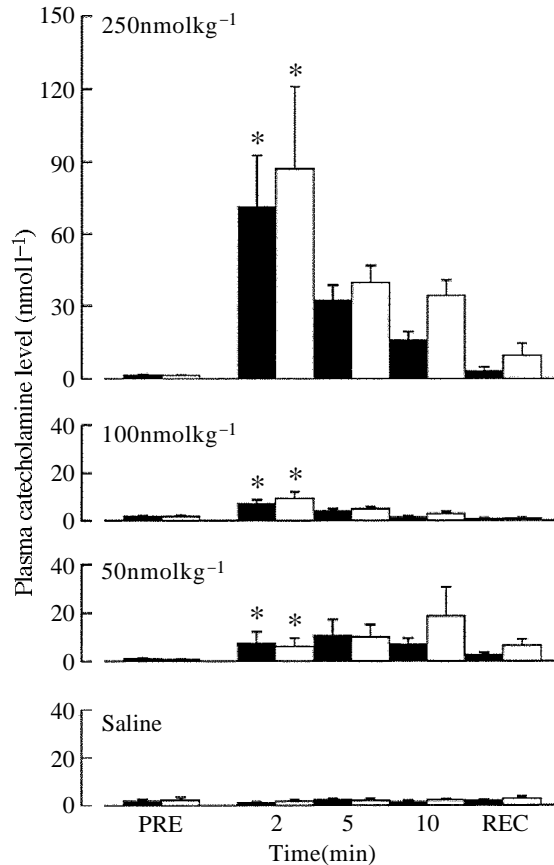 150
250nmolkg⁻¹
*
120
*
90
60
30
0
40
100nmolkg⁻¹
20
* *
0
40
50nmolkg⁻¹
20
* *
0
40
Saline
20
0
PRE 2 5 10 REC
Time(min)
Plasma catecholamine level (nmol l⁻¹)